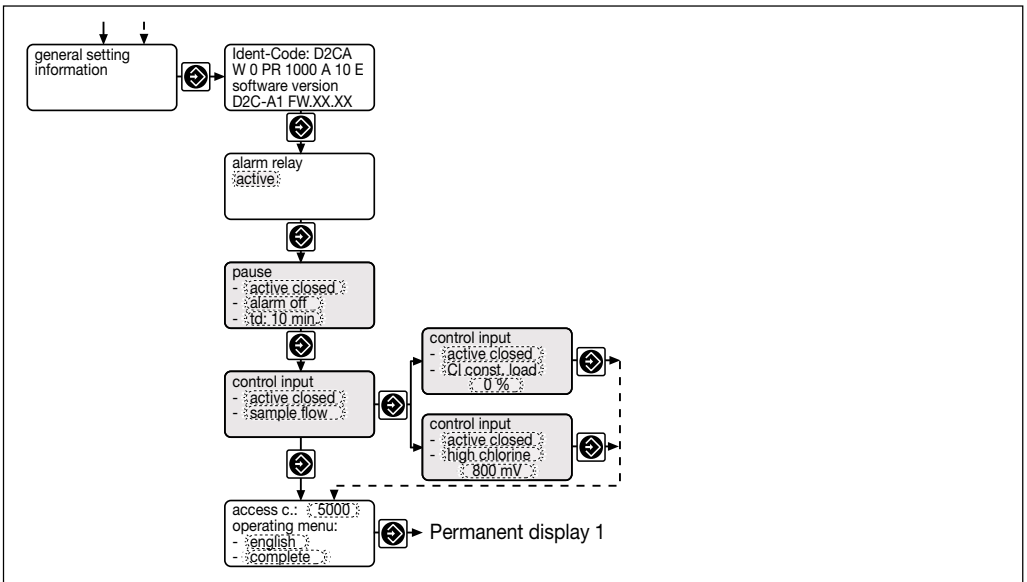 general setting
information
Ident-Code: D2CA
W 0 PR 1000 A 10 E
software version
D2C-A1 FW.XX.XX
alarm relay
active
pause
- active closed
- alarm off
- td: 10 min.
control input
- active closed
- sample flow
control input
- active closed
- Cl const. load
0 %
control input
- active closed
- high chlorine
800 mV
access c.: 5000
operating menu:
- english
- complete
Permanent display 1